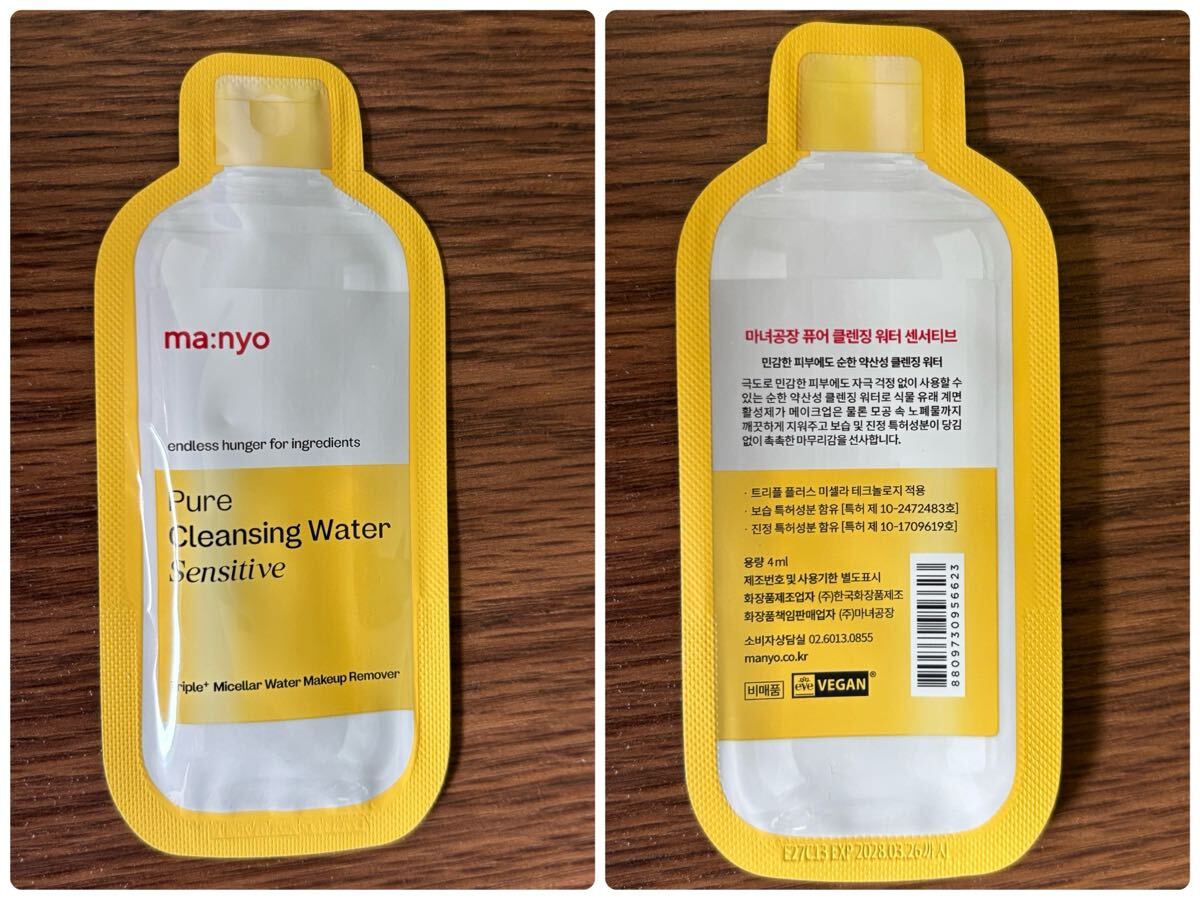 ma:nyo
endless hunger for ingredients
Pure
Cleansing Water
Sensitive
Triple+ Micellar Water Makeup Remover
마녀공장 퓨어 클렌징 워터 센서티브
민감한 피부에도 순한 약산성 클렌징 워터
극도로 민감한 피부에도 자극 걱정 없이 사용할 수
있는 순한 약산성 클렌징 워터로 식물 유래 계면
활성제가 메이크업은 물론 모공 속 노폐물까지
깨끗하게 지워주고 보습 및 진정 특허성분이 당김
없이 촉촉한 마무리감을 선사합니다.
· 트리플 플러스 미셀라 테크놀로지 적용
· 보습 특허성분 함유 [특허 제 10-2472483호]
· 진정 특허성분 함유 [특허 제 10-1709619호]
용량 4ml
제조번호 및 사용기한 별도표시
화장품제조업자 (주)한국화장품제조
화장품책임판매업자 (주)마녀공장
소비자상담실 02.6013.0855
manyo.co.kr
비매품
eve VEGAN®
8809730956623
E27C13 EXP 2028.03.26까지